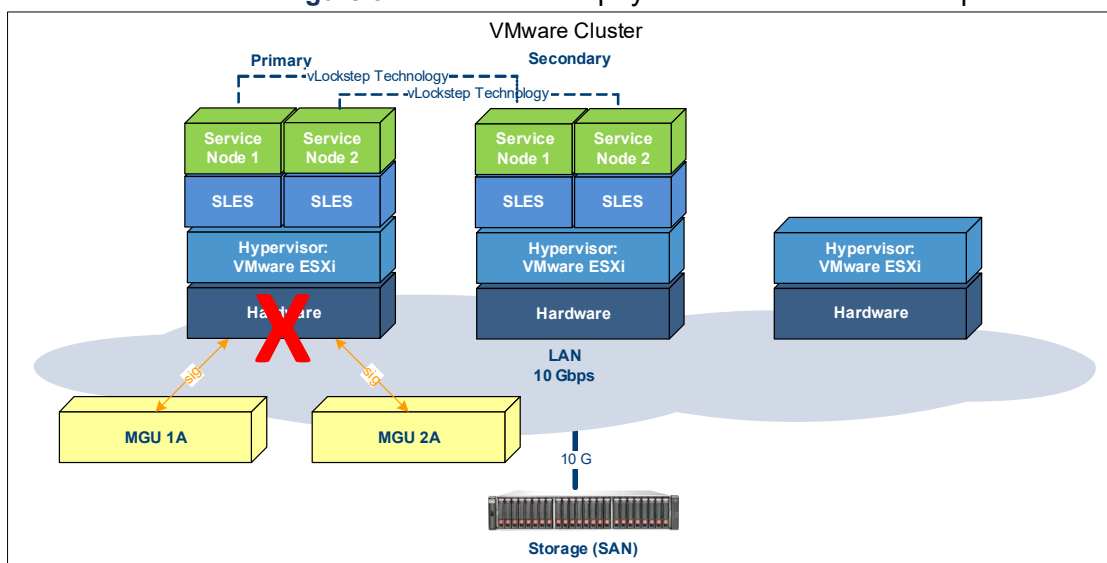 VMware Cluster
Primary
Secondary
vLockstep Technology
vLockstep Technology
Service
Node 1
Service
Node 2
Service
Node 1
Service
Node 2
SLES
SLES
SLES
SLES
Hypervisor:
VMware ESXi
Hypervisor:
VMware ESXi
Hypervisor:
VMware ESXi
Hardware
Hardware
Hardware
LAN
10 Gbps
sig
sig
MGU 1A
MGU 2A
10 G
Storage (SAN)